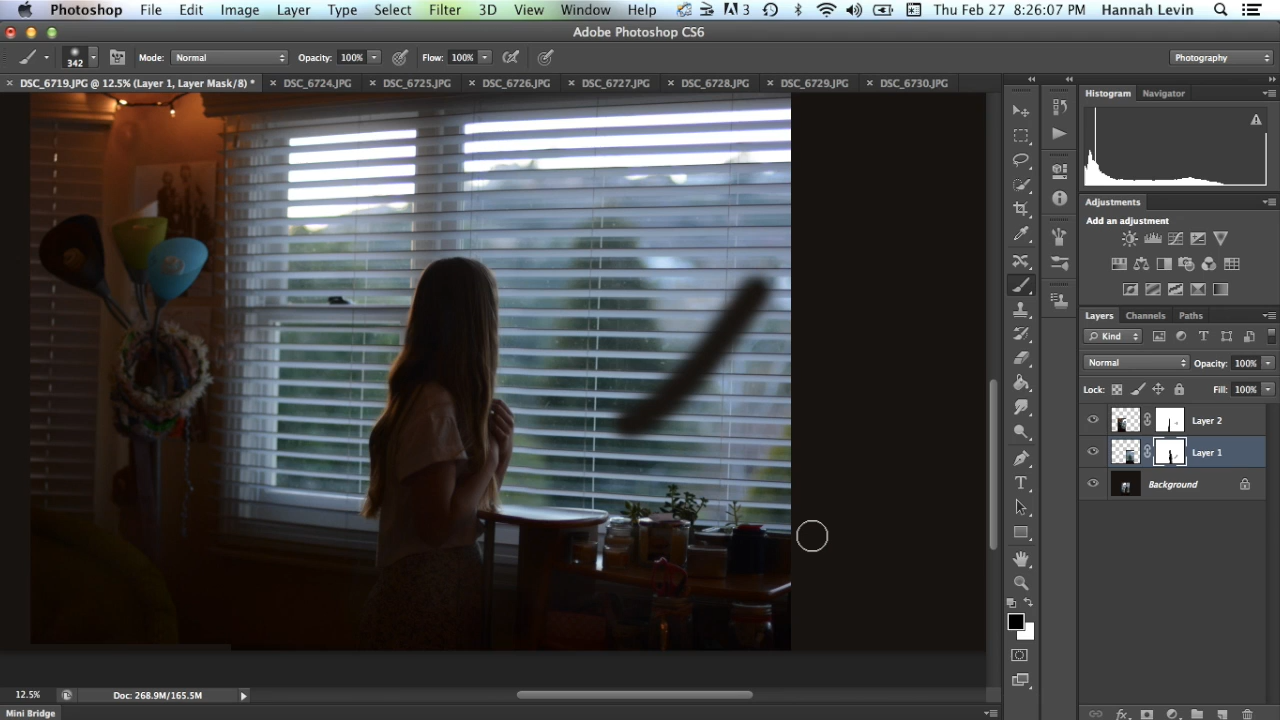 Photoshop File Edit Image Layer Type Select Filter 3D View Window Help 3 Thu Feb 27 8:26:07 PM Hannah Levin
Adobe Photoshop CS6
342 Mode: Normal Opacity: 100% Flow: 100% Photography
× DSC_6719.JPG @ 12.5% (Layer 1, Layer Mask/8) * × DSC_6724.JPG × DSC_6725.JPG × DSC_6726.JPG × DSC_6727.JPG × DSC_6728.JPG × DSC_6729.JPG × DSC_6730.JPG
Histogram Navigator
Adjustments
Add an adjustment
Layers Channels Paths
Kind
Normal Opacity: 100%
Lock: Fill: 100%
Layer 2
Layer 1
Background
12.5% Doc: 268.9M/165.5M
Mini Bridge